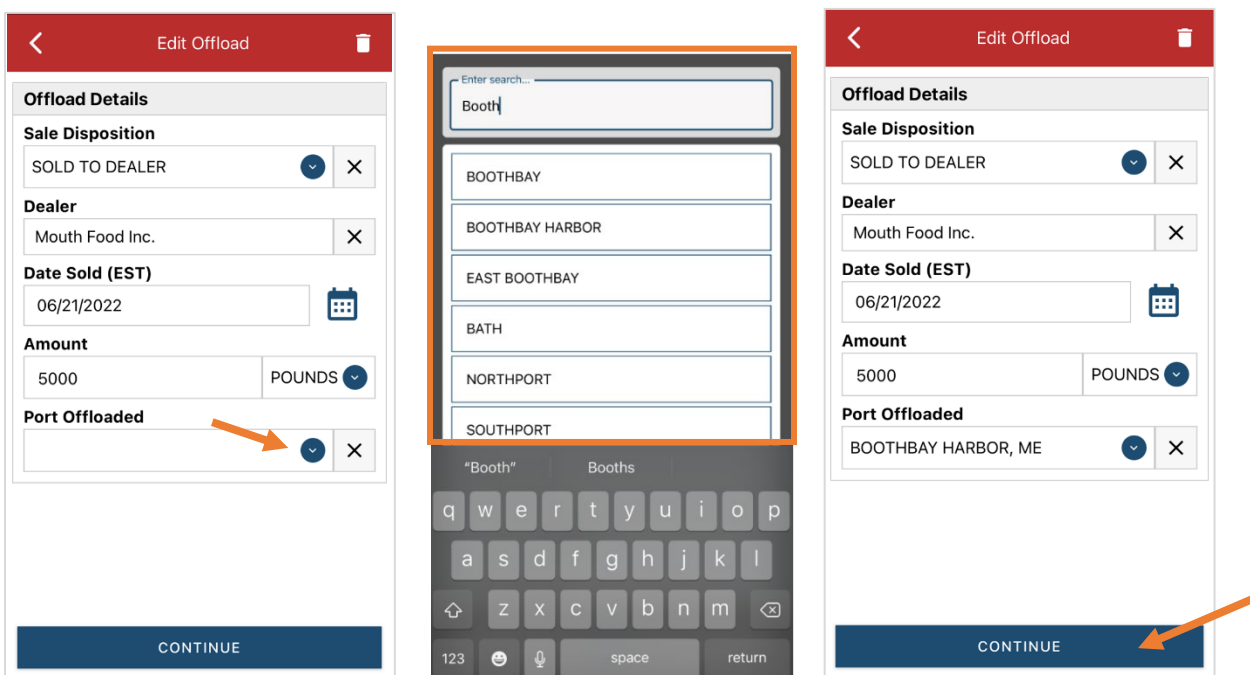 Edit Offload
Offload Details
Sale Disposition
SOLD TO DEALER
Dealer
Mouth Food Inc.
Date Sold (EST)
06/21/2022
Amount
5000 POUNDS
Port Offloaded
CONTINUE
Enter search...
Booth
BOOTHBAY
BOOTHBAY HARBOR
EAST BOOTHBAY
BATH
NORTHPORT
SOUTHPORT
"Booth" Booths
q w e r t y u i o p
a s d f g h j k l
z x c v b n m
123 space return
Edit Offload
Offload Details
Sale Disposition
SOLD TO DEALER
Dealer
Mouth Food Inc.
Date Sold (EST)
06/21/2022
Amount
5000 POUNDS
Port Offloaded
BOOTHBAY HARBOR, ME
CONTINUE